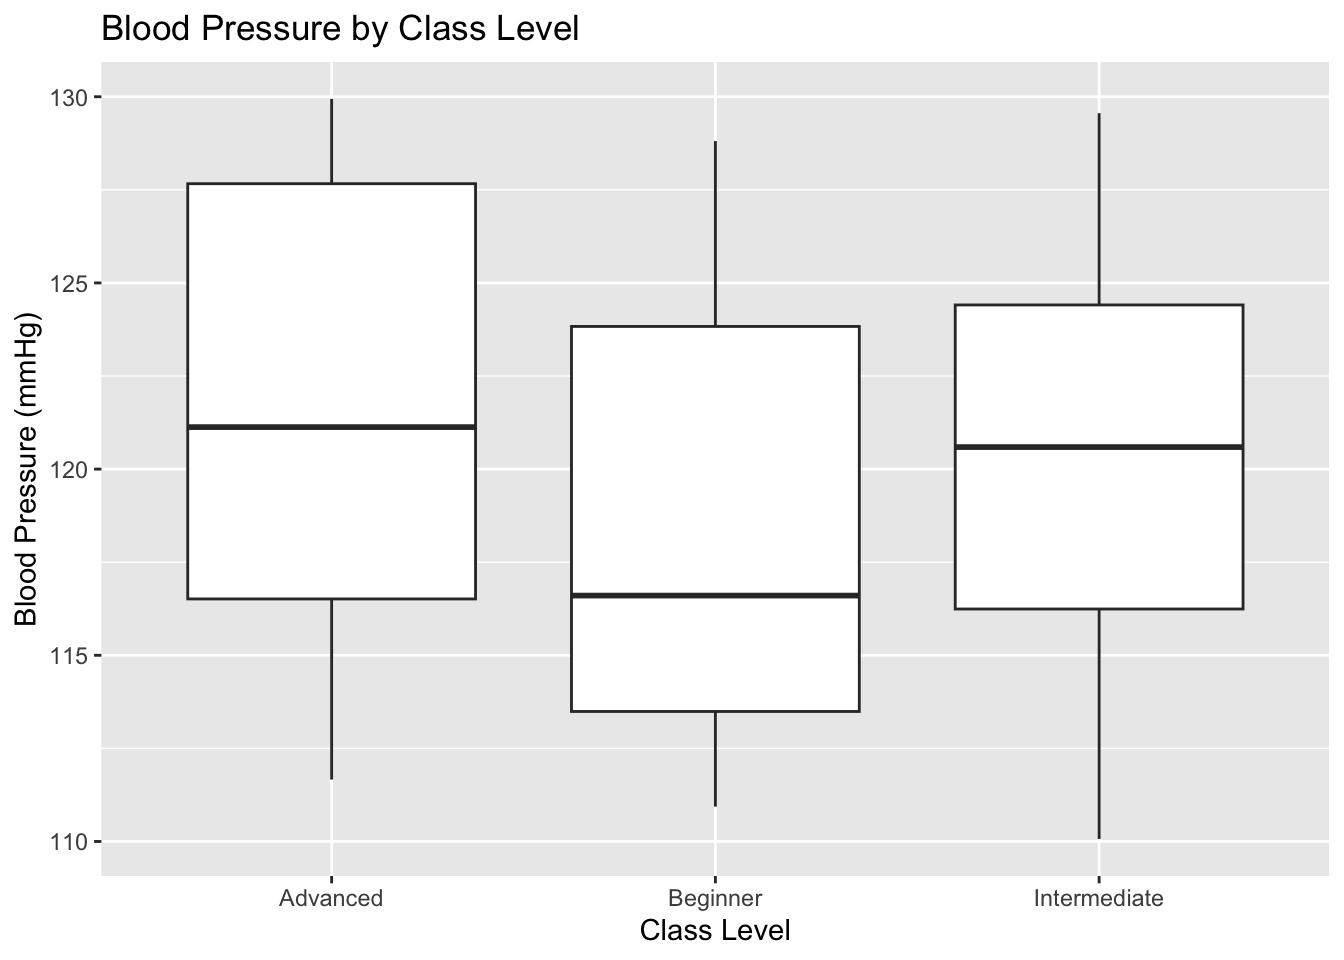 Blood Pressure by Class Level
Blood Pressure (mmHg)
130
125
120
115
110
Advanced Beginner Intermediate
Class Level